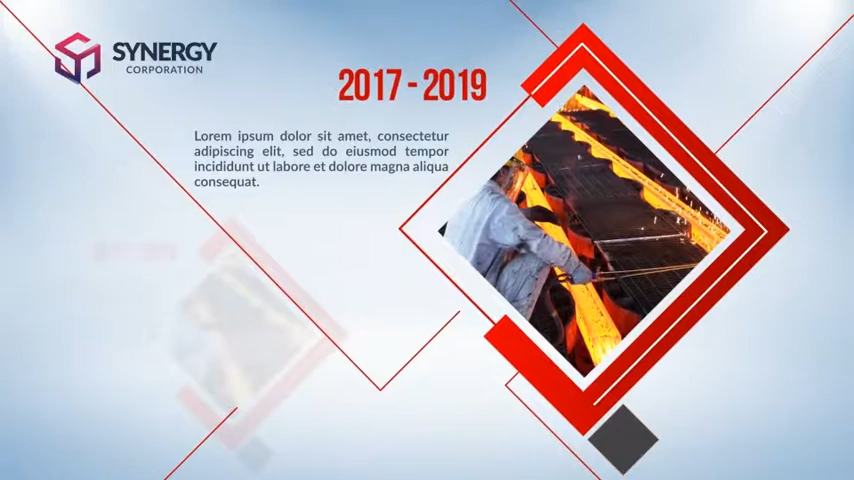 SYNERGY
CORPORATION
2017 - 2019
Lorem ipsum dolor sit amet, consectetur
adipiscing elit, sed do eiusmod tempor
incididunt ut labore et dolore magna aliqua
consequat.